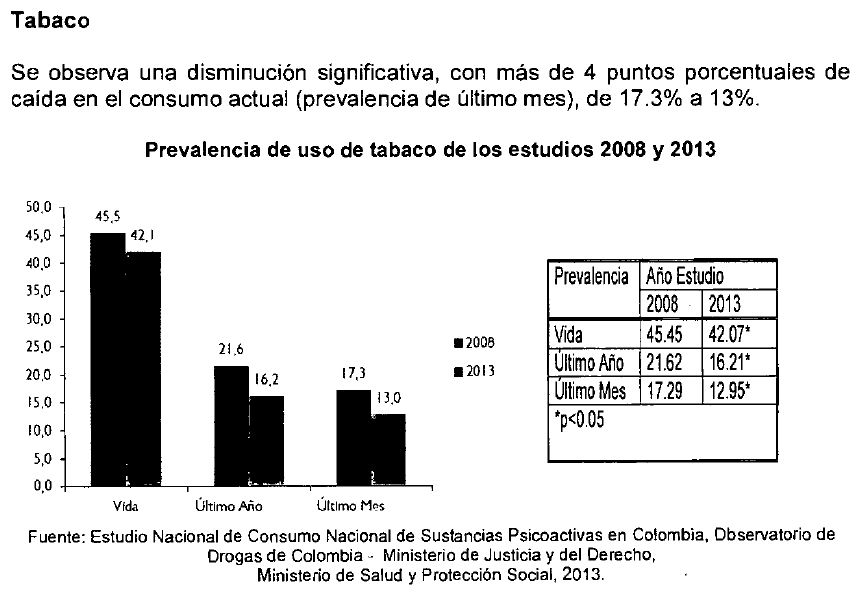 Tabaco
Se observa una disminución significativa, con más de 4 puntos porcentuales de
caída en el consumo actual (prevalencia de último mes), de 17.3% a 13%.
Prevalencia de uso de tabaco de los estudios 2008 y 2013
50,0
45,0
40,0
35,0
30,0
25,0
20,0
15,0
10,0
5,0
0,0
45,5
42,1
21,6
16,2
17,3
13,0
Vida
Último Año
Último Mes
2008
2013
Prevalencia Año Estudio
2008 2013
Vida 45.45 42.07*
Último Año 21.62 16.21*
Último Mes 17.29 12.95*
*p<0.05
Fuente: Estudio Nacional de Consumo Nacional de Sustancias Psicoactivas en Colombia, Observatorio de
Drogas de Colombia - Ministerio de Justicia y del Derecho,
Ministerio de Salud y Protección Social, 2013.